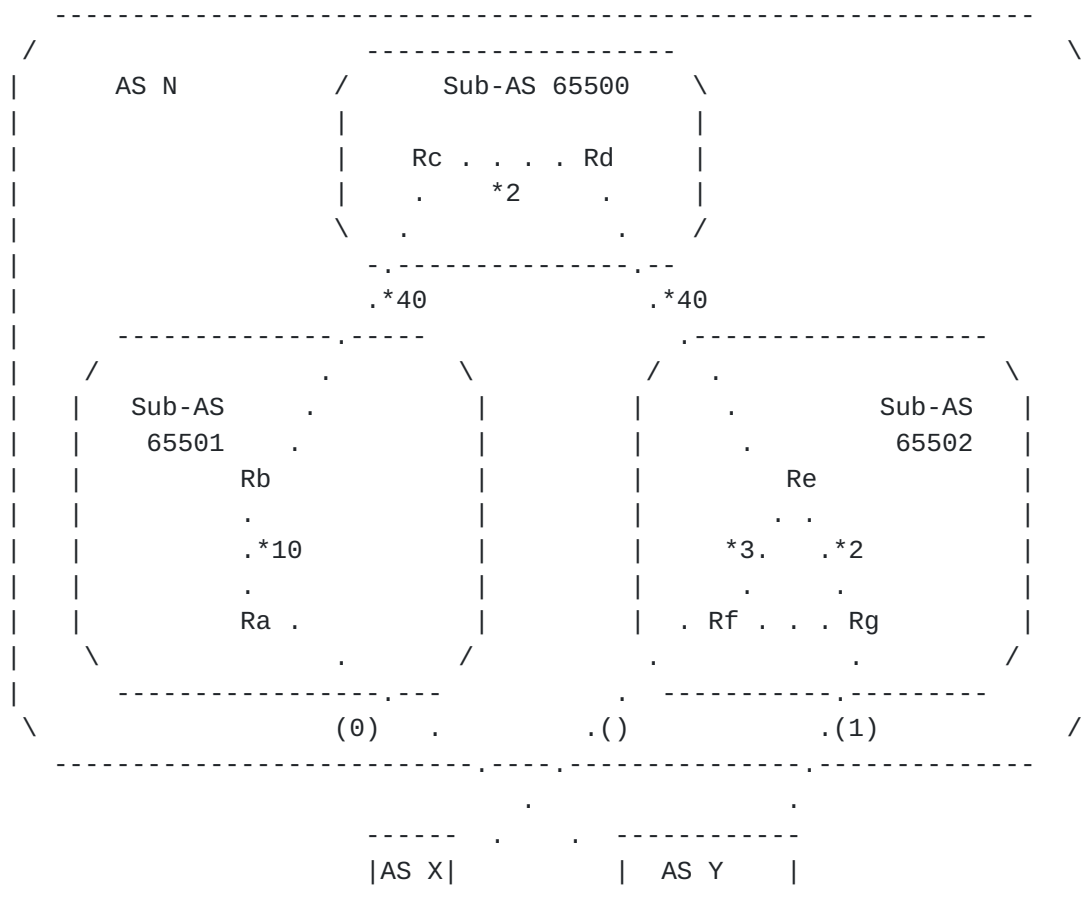 AS N Sub-AS 65500
Rc . . . . Rd
*2
*40 *40
Sub-AS Sub-AS
65501 65502
Rb Re
*10 *3 *2
Ra Rf . . . Rg
(0) () (1)
AS X AS Y